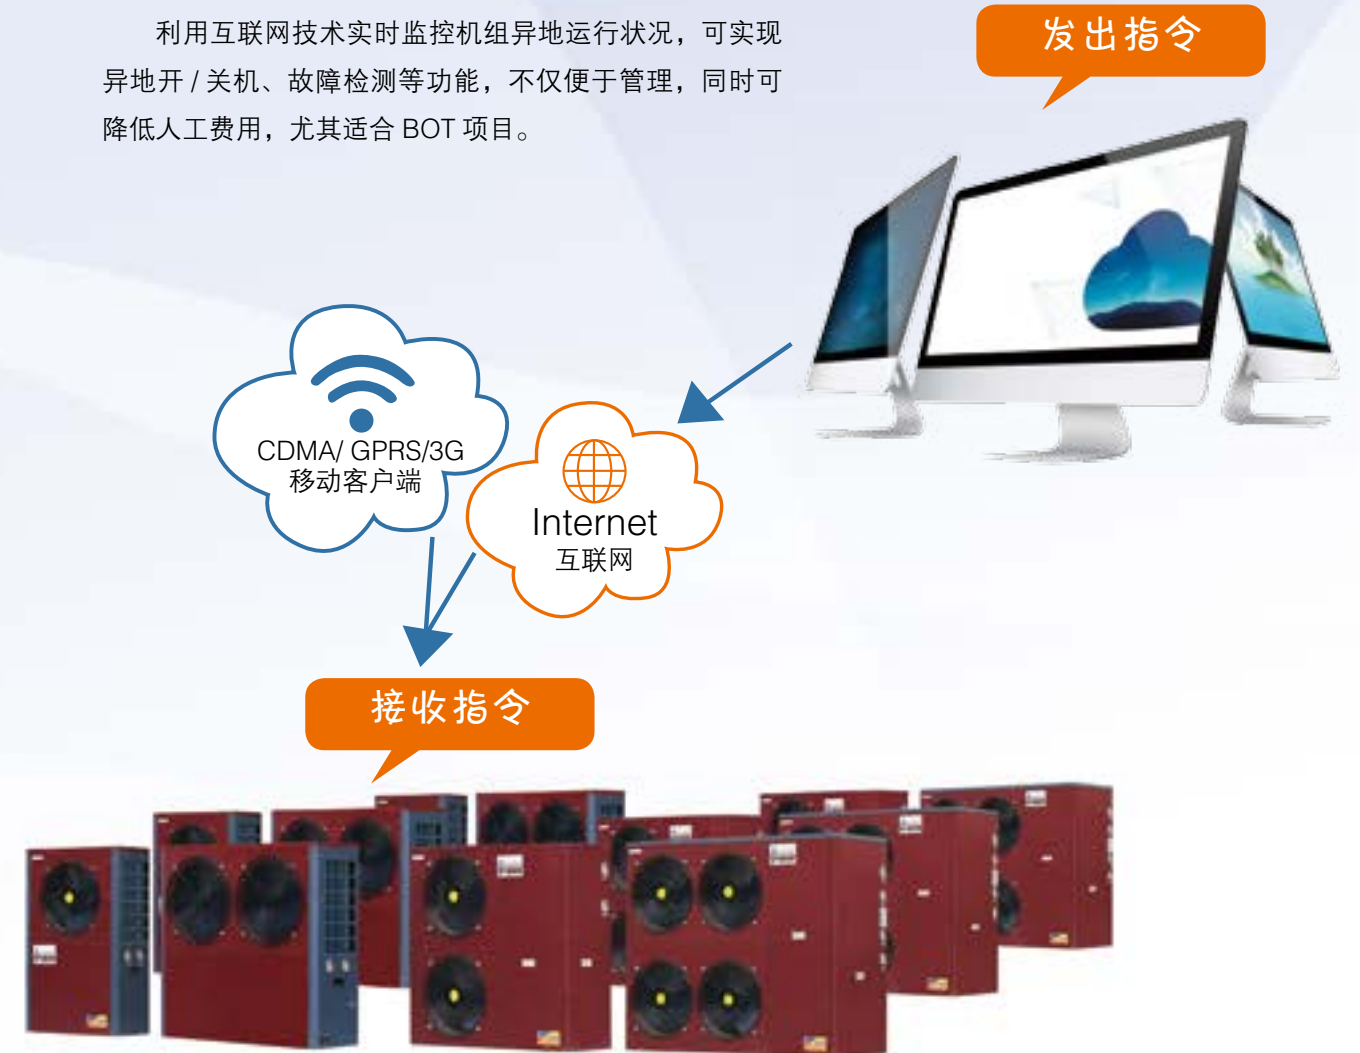 利用互联网技术实时监控机组异地运行状况，可实现
异地开 / 关机、故障检测等功能，不仅便于管理，同时可
降低人工费用，尤其适合 BOT 项目。
发出指令
CDMA/ GPRS/3G
移动客户端
Internet
互联网
接收指令